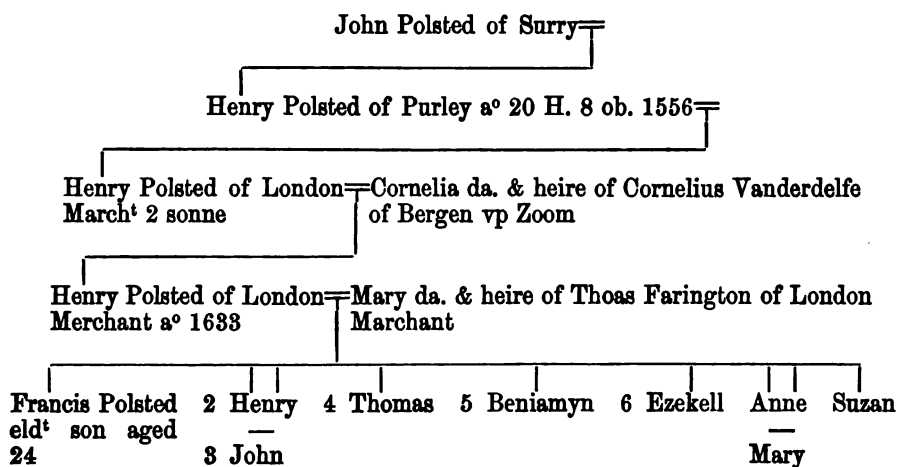 John Polsted of Surry
Henry Polsted of Purley aº 20 H. 8 ob. 1556
Henry Polsted of London Cornelia da. & heire of Cornelius Vanderdelfe
Marchᵗ 2 sonne of Bergen vp Zoom
Henry Polsted of London Mary da. & heire of Thoas Farington of London
Merchant aº 1633 Marchant
Francis Polsted 2 Henry 4 Thomas 5 Beniamyn 6 Ezekell Anne Suzan
eldᵗ son aged
24 3 John Mary